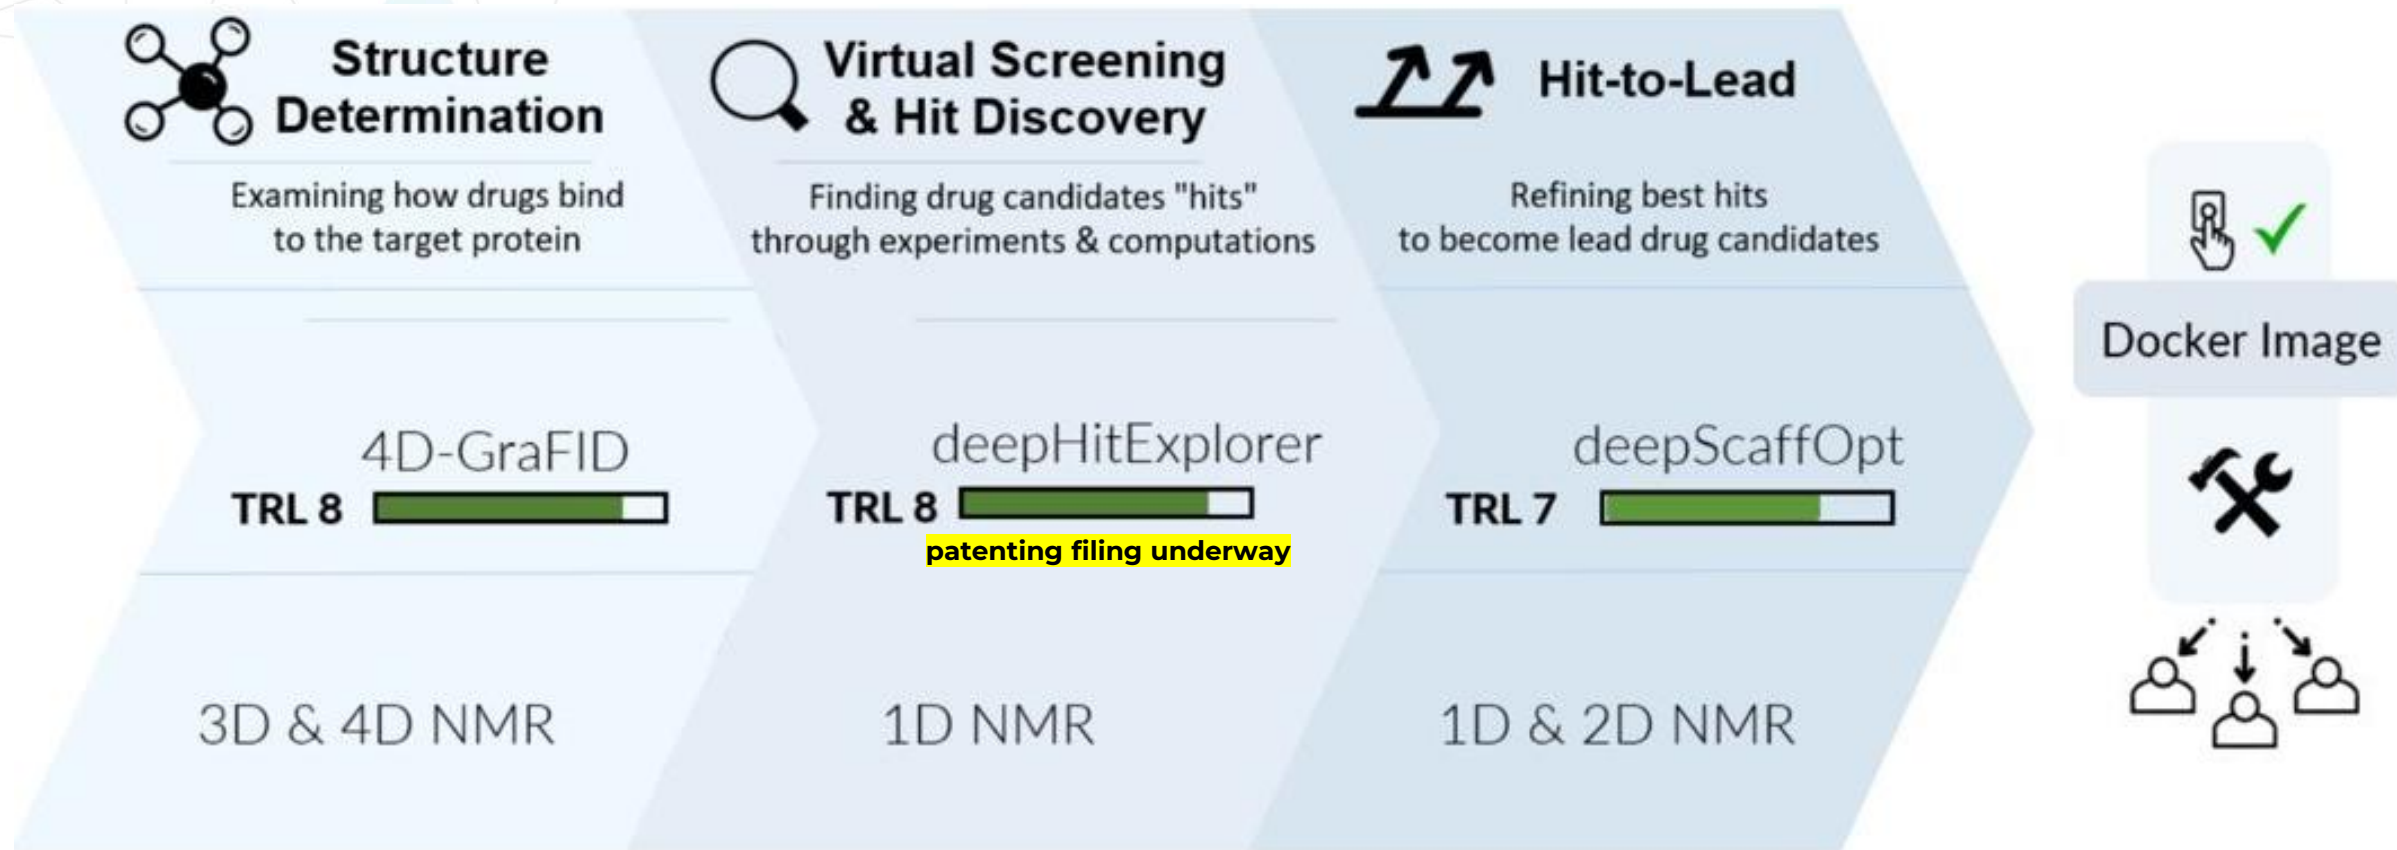 Structure
Determination
Examining how drugs bind
to the target protein
4D-GraFID
TRL 8
3D & 4D NMR
Virtual Screening
& Hit Discovery
Finding drug candidates "hits"
through experiments & computations
deepHitExplorer
TRL 8
patenting filing underway
1D NMR
Hit-to-Lead
Refining best hits
to become lead drug candidates
deepScaffOpt
TRL 7
1D & 2D NMR
Docker Image